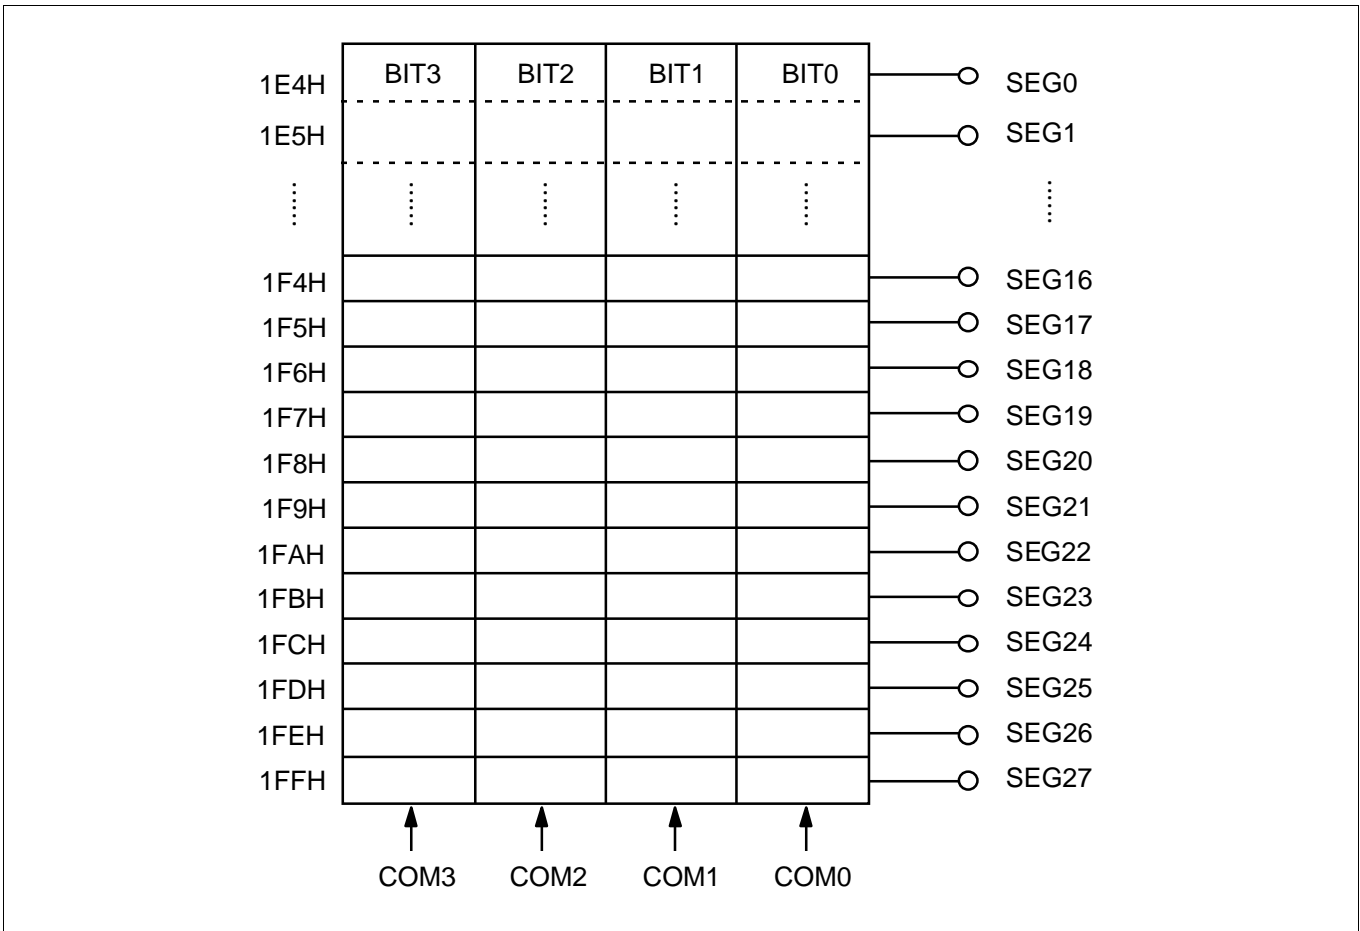 1E4H BIT3 BIT2 BIT1 BIT0 SEG0
1E5H SEG1
1F4H SEG16
1F5H SEG17
1F6H SEG18
1F7H SEG19
1F8H SEG20
1F9H SEG21
1FAH SEG22
1FBH SEG23
1FCH SEG24
1FDH SEG25
1FEH SEG26
1FFH SEG27
COM3 COM2 COM1 COM0